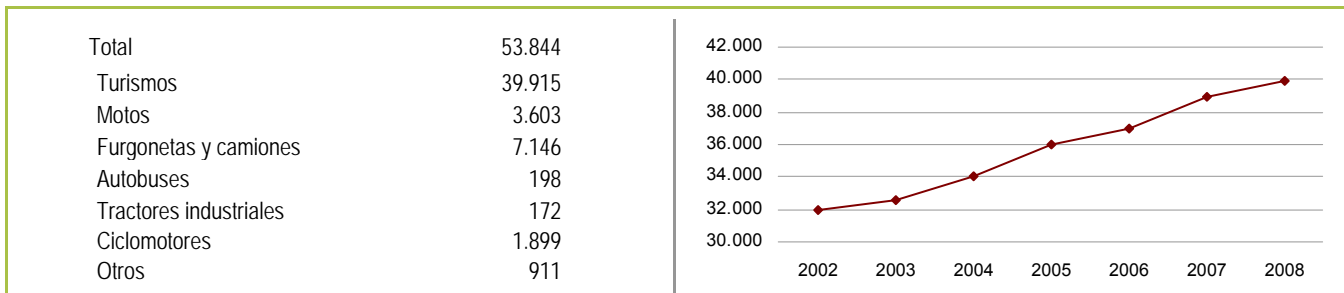 Total 53.844
Turismos 39.915
Motos 3.603
Furgonetas y camiones 7.146
Autobuses 198
Tractores industriales 172
Ciclomotores 1.899
Otros 911
42.000
40.000
38.000
36.000
34.000
32.000
30.000
2002 2003 2004 2005 2006 2007 2008